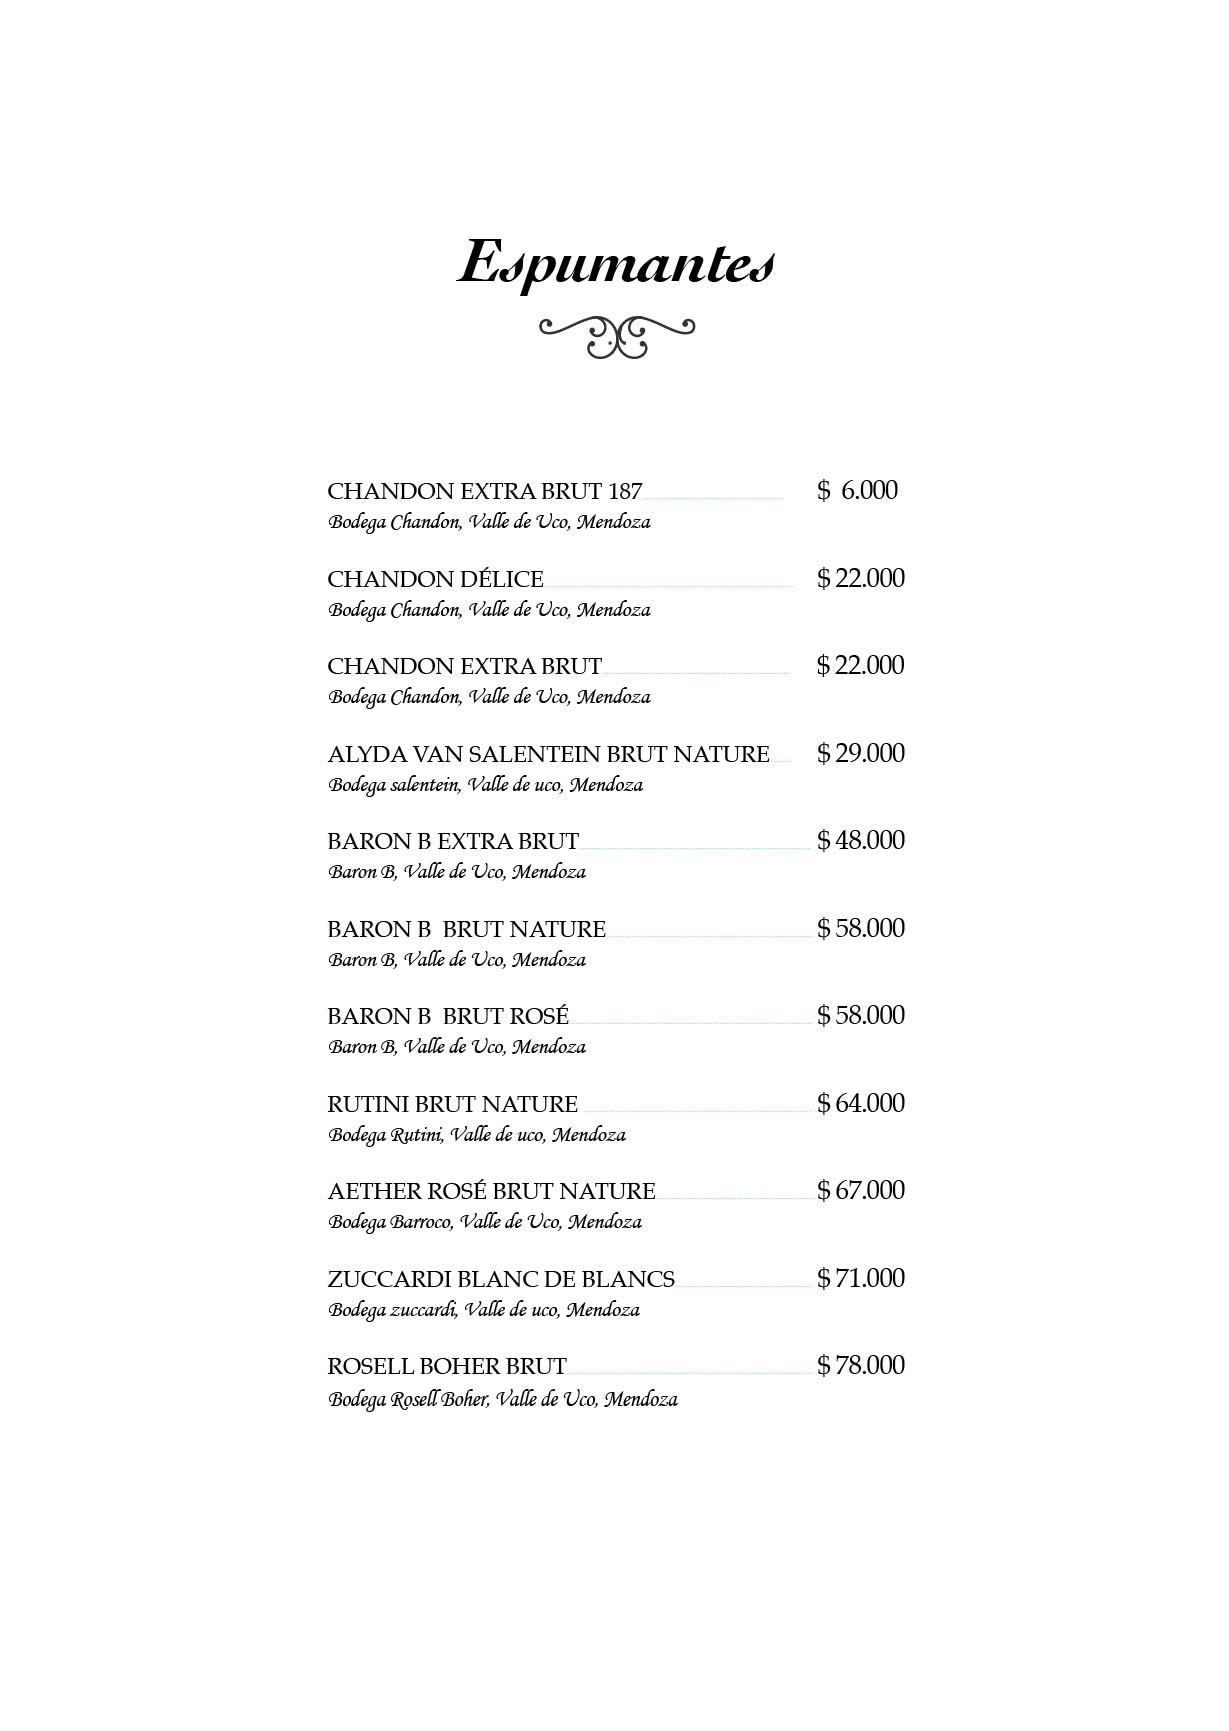 Espumantes
CHANDON EXTRA BRUT 187 $ 6.000
Bodega Chandon, Valle de Uco, Mendoza
CHANDON DÉLICE $ 22.000
Bodega Chandon, Valle de Uco, Mendoza
CHANDON EXTRA BRUT $ 22.000
Bodega Chandon, Valle de Uco, Mendoza
ALYDA VAN SALENTEIN BRUT NATURE $ 29.000
Bodega salentein, Valle de uco, Mendoza
BARON B EXTRA BRUT $ 48.000
Baron B, Valle de Uco, Mendoza
BARON B BRUT NATURE $ 58.000
Baron B, Valle de Uco, Mendoza
BARON B BRUT ROSÉ $ 58.000
Baron B, Valle de Uco, Mendoza
RUTINI BRUT NATURE $ 64.000
Bodega Rutini, Valle de uco, Mendoza
AETHER ROSÉ BRUT NATURE $ 67.000
Bodega Barroco, Valle de Uco, Mendoza
ZUCCARDI BLANC DE BLANCS $ 71.000
Bodega zuccardi, Valle de uco, Mendoza
ROSELL BOHER BRUT $ 78.000
Bodega Rosell Boher, Valle de Uco, Mendoza